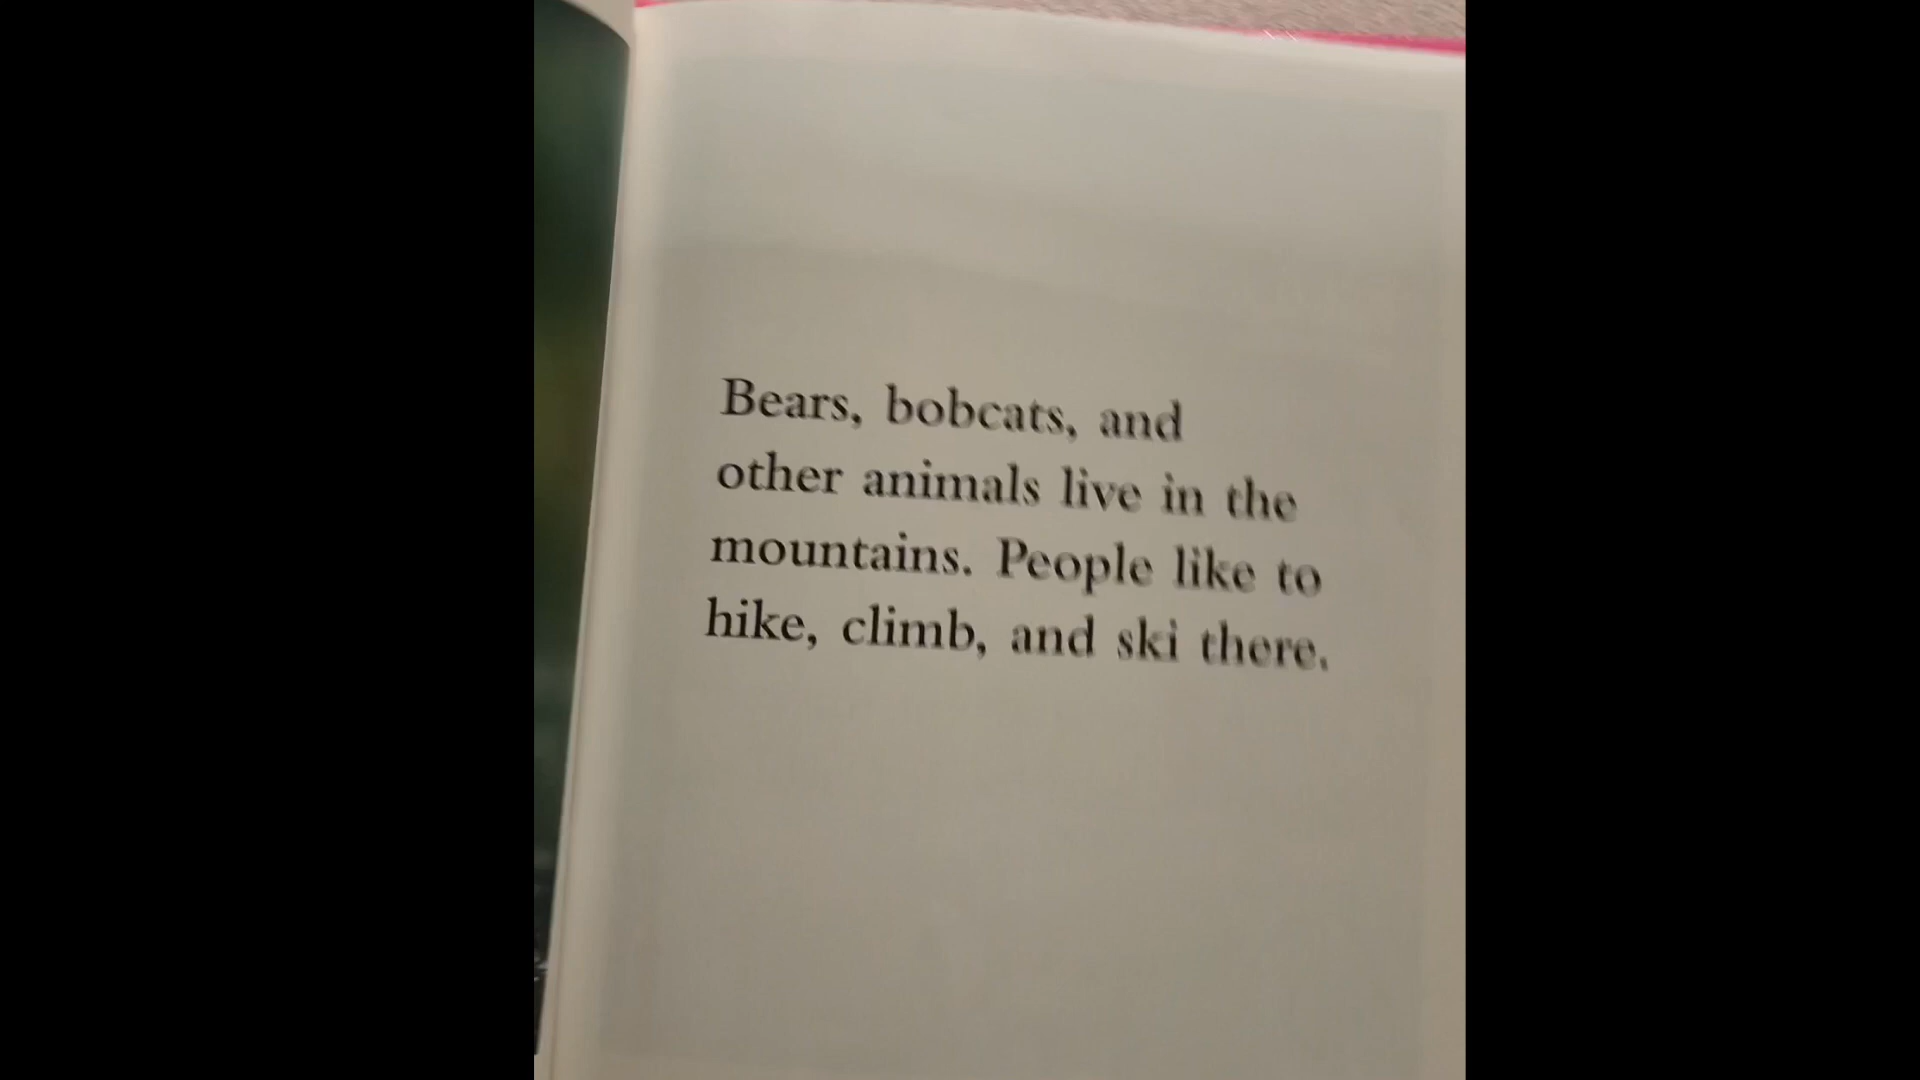 Bears, bobcats, and
other animals live in the
mountains. People like to
hike, climb, and ski there.